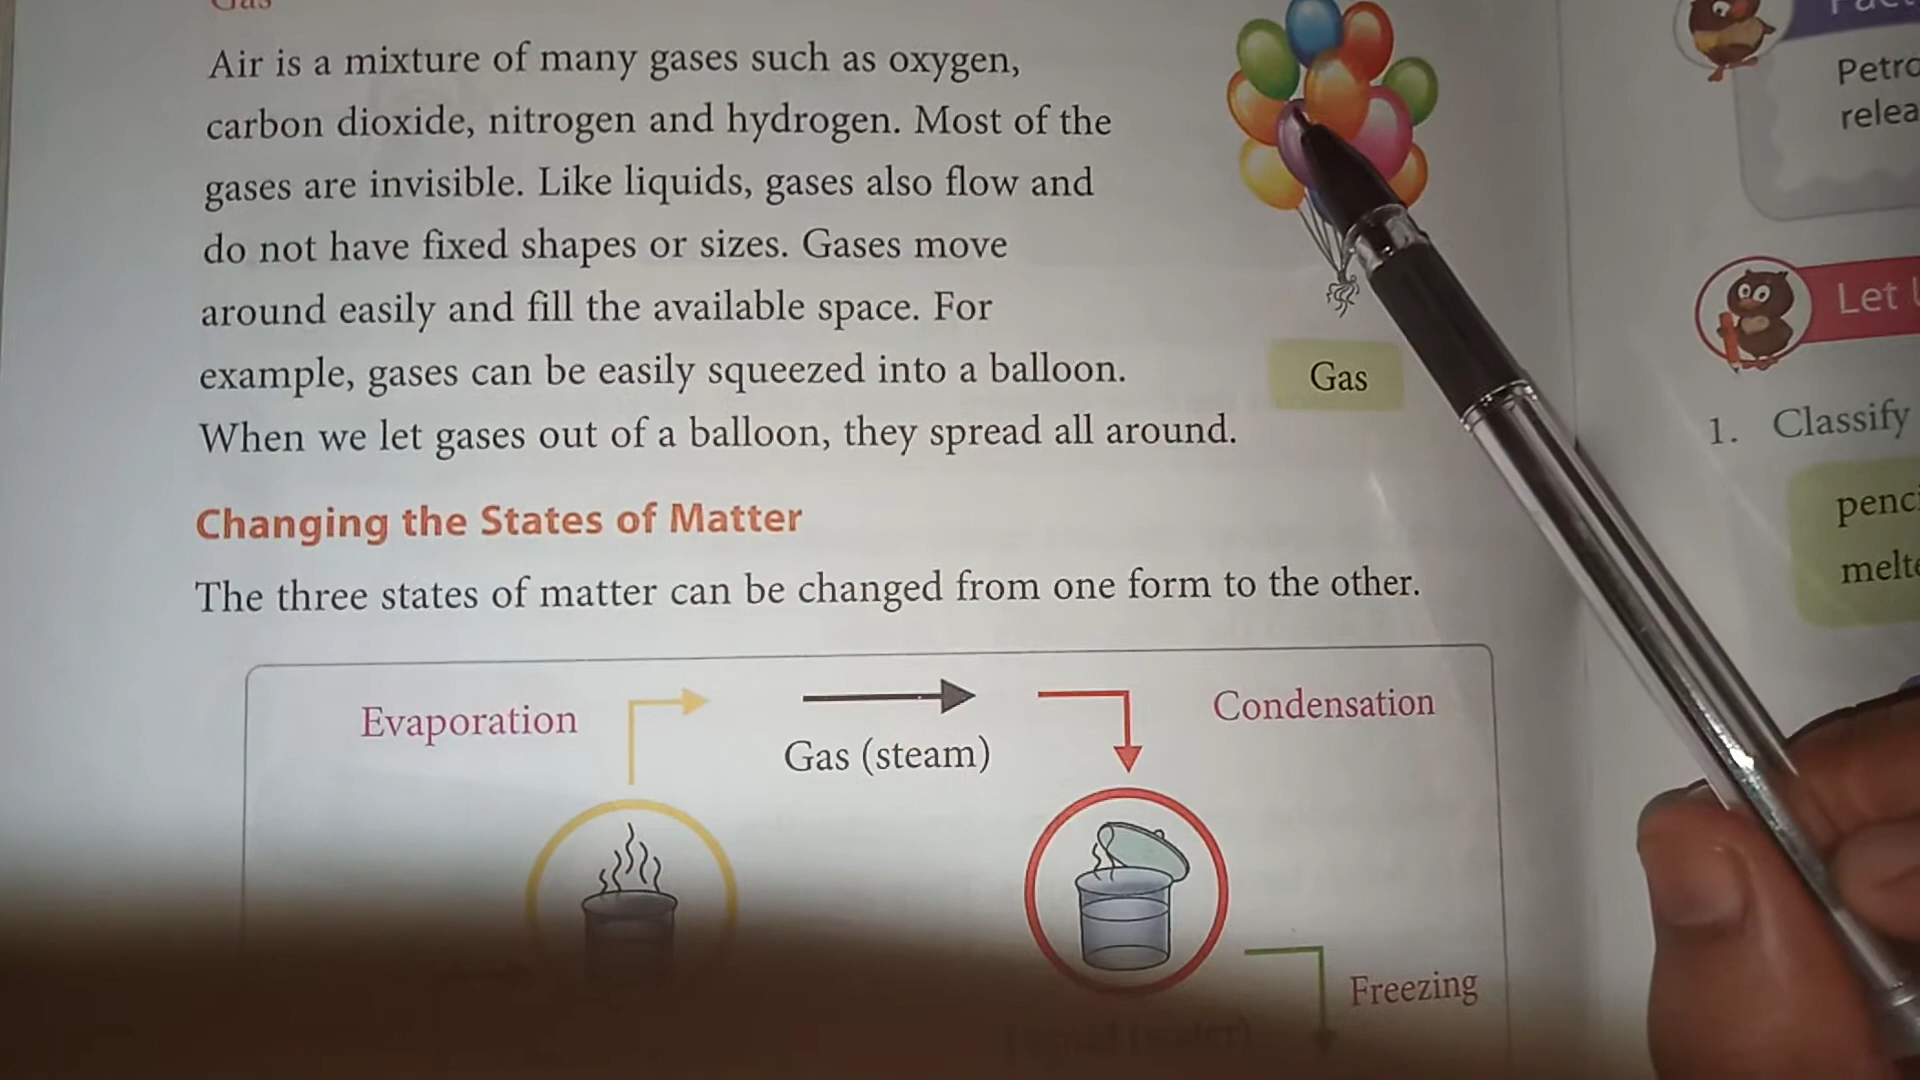 Gas
Air is a mixture of many gases such as oxygen,
carbon dioxide, nitrogen and hydrogen. Most of the
gases are invisible. Like liquids, gases also flow and
do not have fixed shapes or sizes. Gases move
around easily and fill the available space. For
example, gases can be easily squeezed into a balloon.
When we let gases out of a balloon, they spread all around.
Gas
Changing the States of Matter
The three states of matter can be changed from one form to the other.
Evaporation
Gas (steam)
Condensation
Freezing
Let
1. Classify